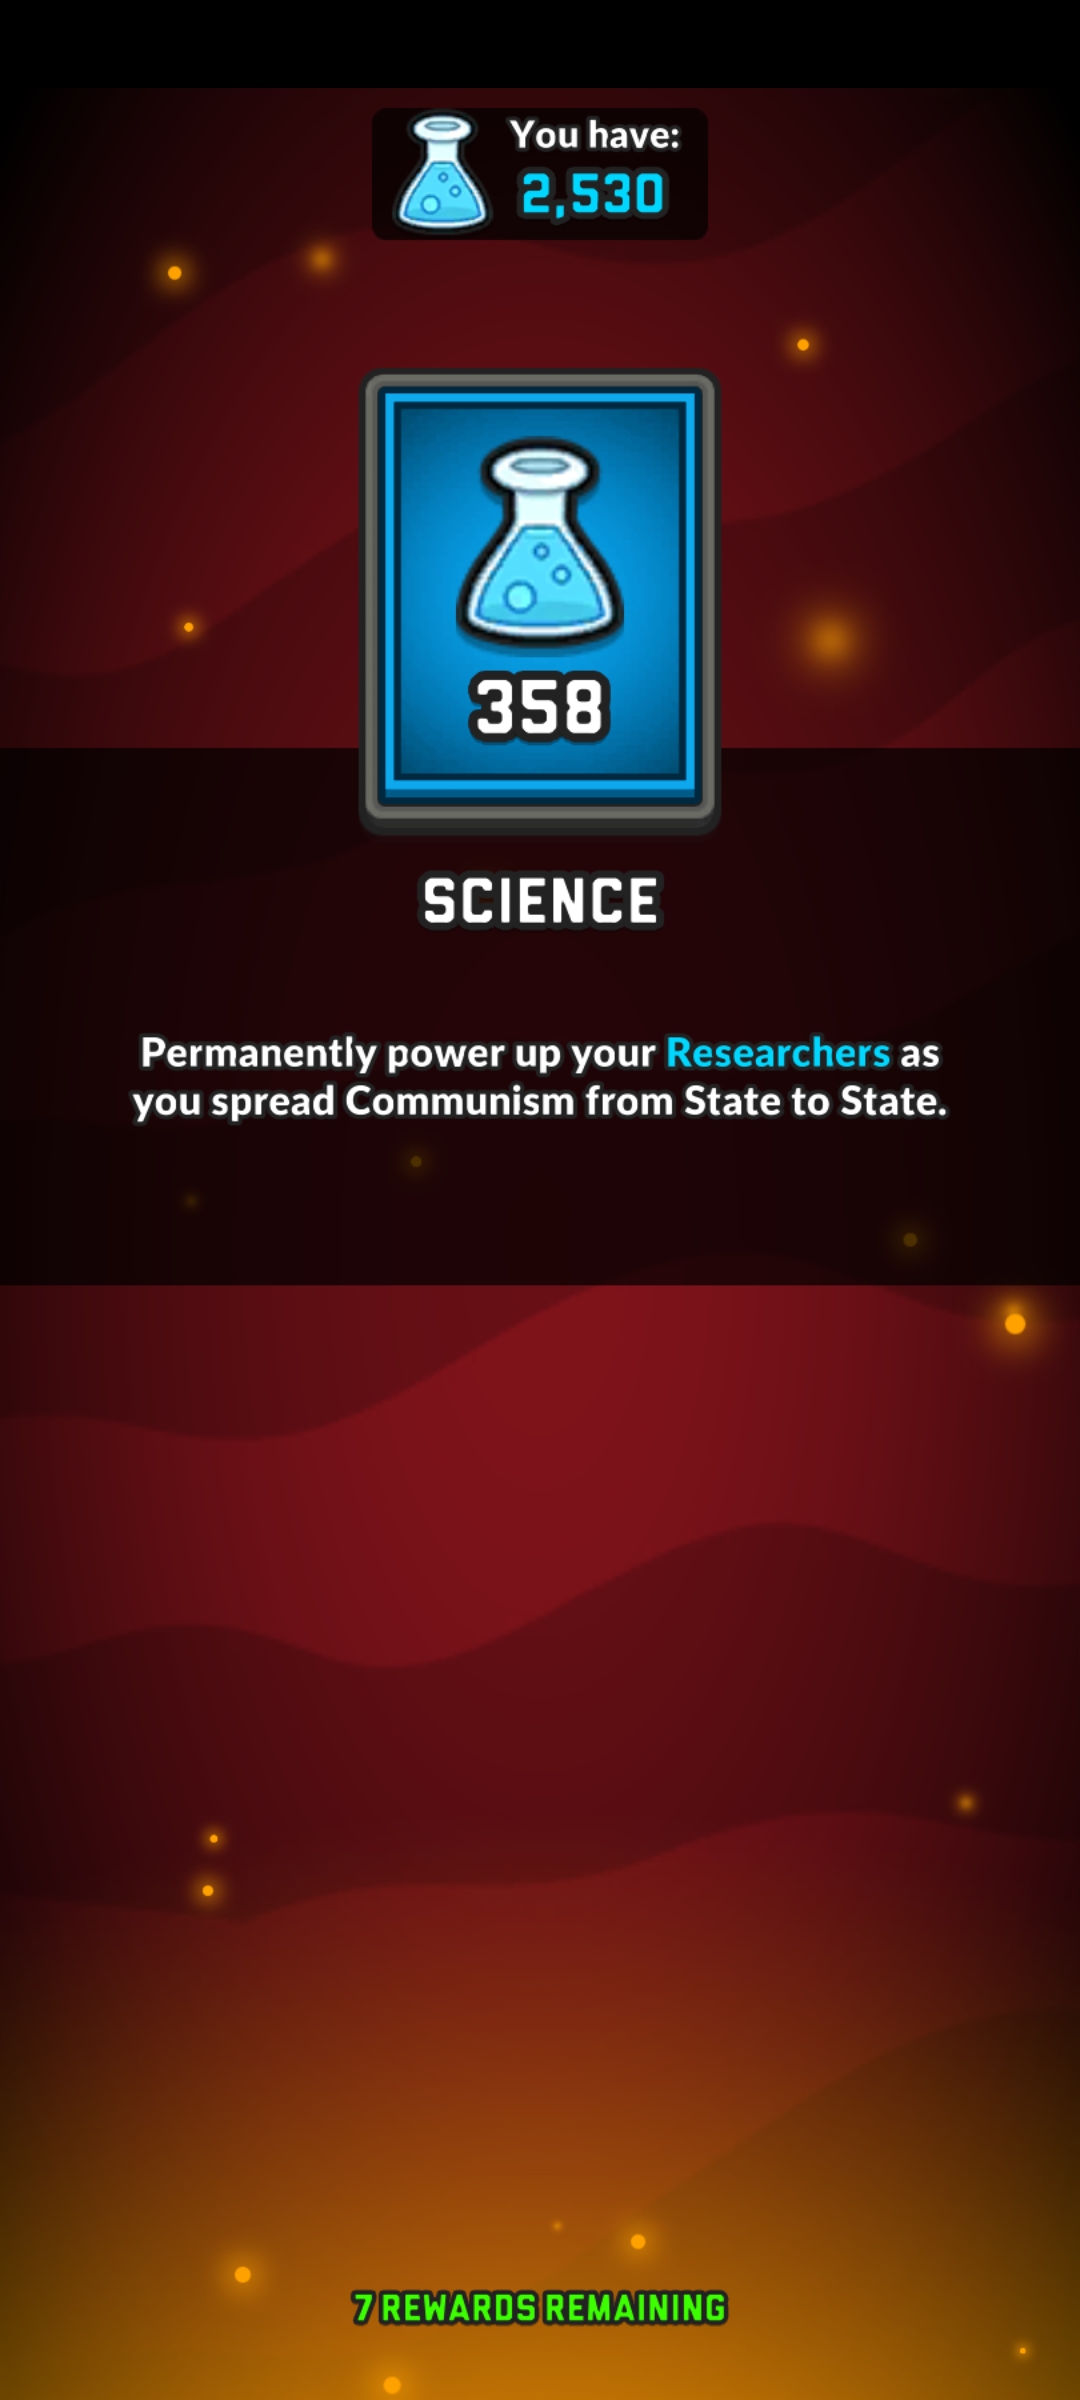 You have:
2,530
358
SCIENCE
Permanently power up your Researchers as
you spread Communism from State to State.
7 REWARDS REMAINING